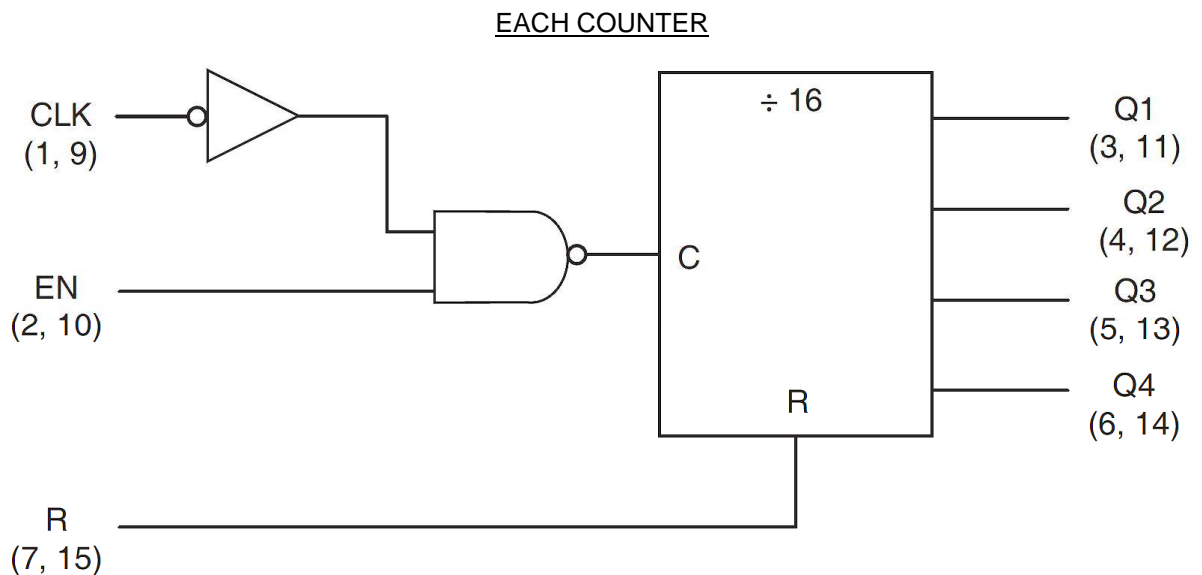 EACH COUNTER
CLK
(1, 9)
EN
(2, 10)
R
(7, 15)
÷ 16
C
R
Q1
(3, 11)
Q2
(4, 12)
Q3
(5, 13)
Q4
(6, 14)